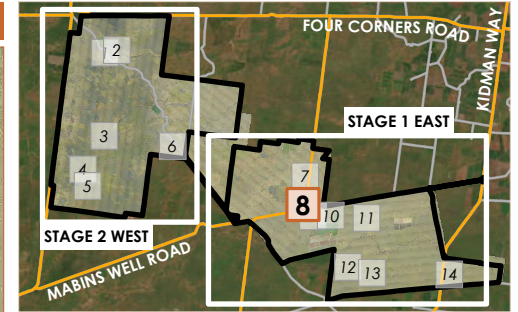 FOUR CORNERS ROAD
KIDMAN WAY
2
STAGE 1 EAST
3
6
4
7
5
8
10
11
STAGE 2 WEST
MABINS WELL ROAD
12
13
14